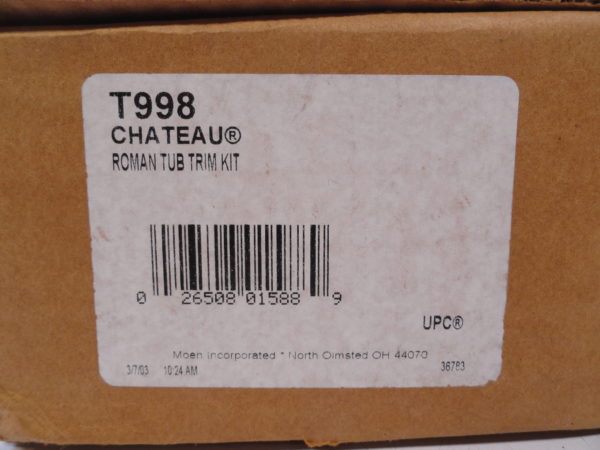 T998
CHATEAU®
ROMAN TUB TRIM KIT
0 26508 01588 9
UPC®
Moen Incorporated * North Olmsted OH 44070
3/7/03 10:24 AM 36783